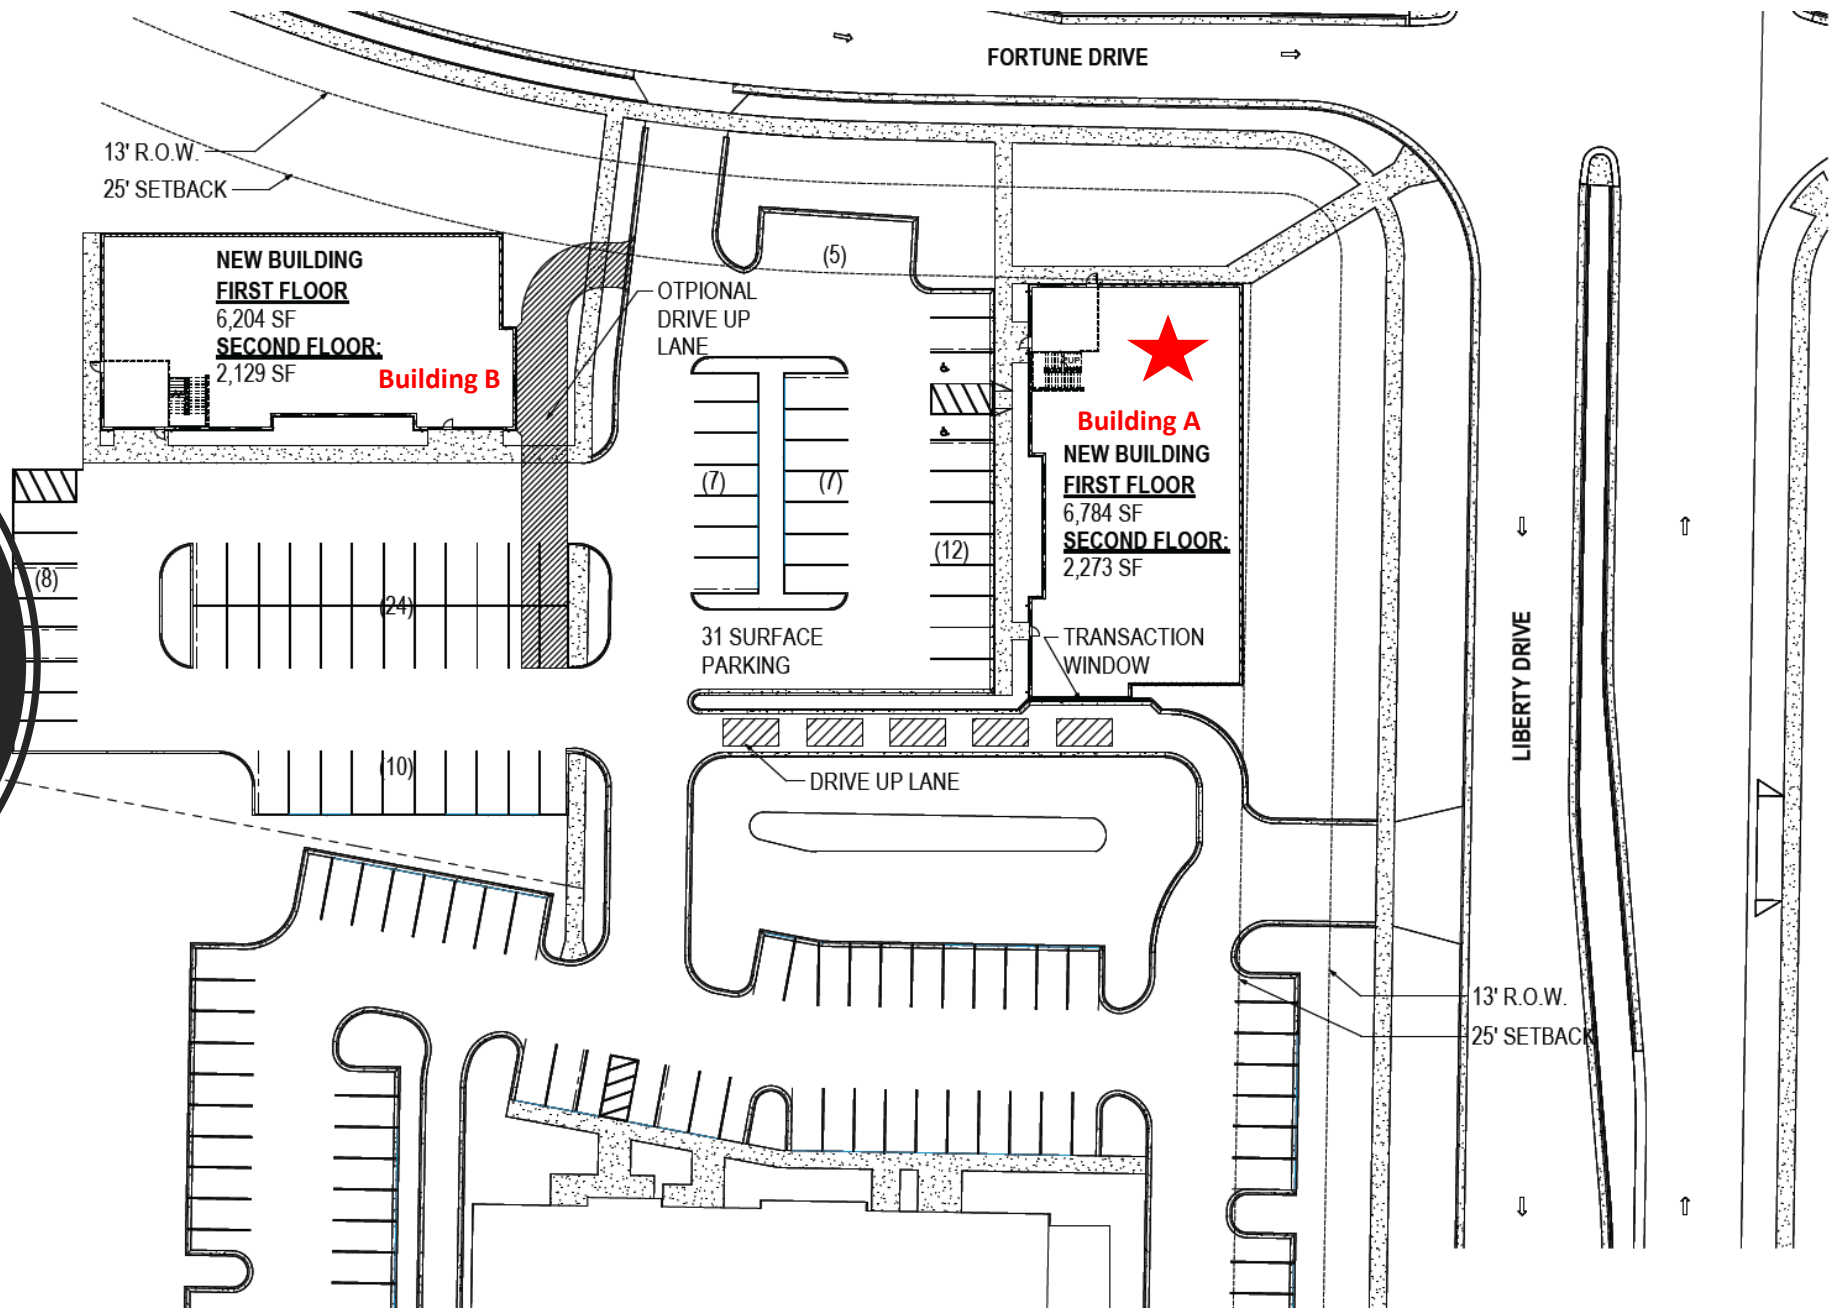 FORTUNE DRIVE
13' R.O.W.
25' SETBACK
NEW BUILDING
FIRST FLOOR
6,204 SF
SECOND FLOOR:
2,129 SF
Building B
OTPIONAL
DRIVE UP
LANE
(5)
(7)
(7)
(12)
31 SURFACE
PARKING
UP
Building A
NEW BUILDING
FIRST FLOOR
6,784 SF
SECOND FLOOR:
2,273 SF
TRANSACTION
WINDOW
LIBERTY DRIVE
(8)
(24)
(10)
DRIVE UP LANE
13' R.O.W.
25' SETBACK